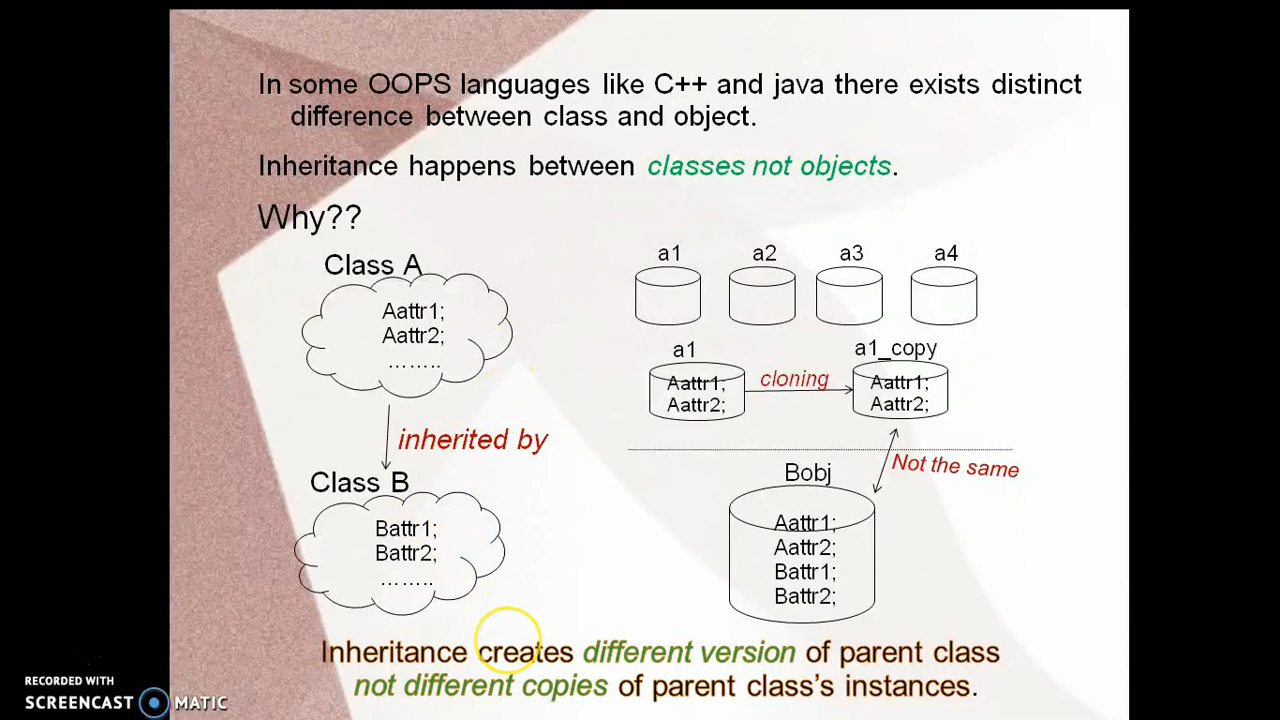 In some OOPS languages like C++ and java there exists distinct
difference between class and object.
Inheritance happens between classes not objects.
Why??
Class A
Aattr1;
Aattr2;
……..
inherited by
Class B
Battr1;
Battr2;
……..
a1 a2 a3 a4
a1 a1_copy
Aattr1;
Aattr2;
cloning
Aattr1;
Aattr2;
Not the same
Bobj
Aattr1;
Aattr2;
Battr1;
Battr2;
Inheritance creates different version of parent class
not different copies of parent class's instances.
RECORDED WITH
SCREENCAST MATIC